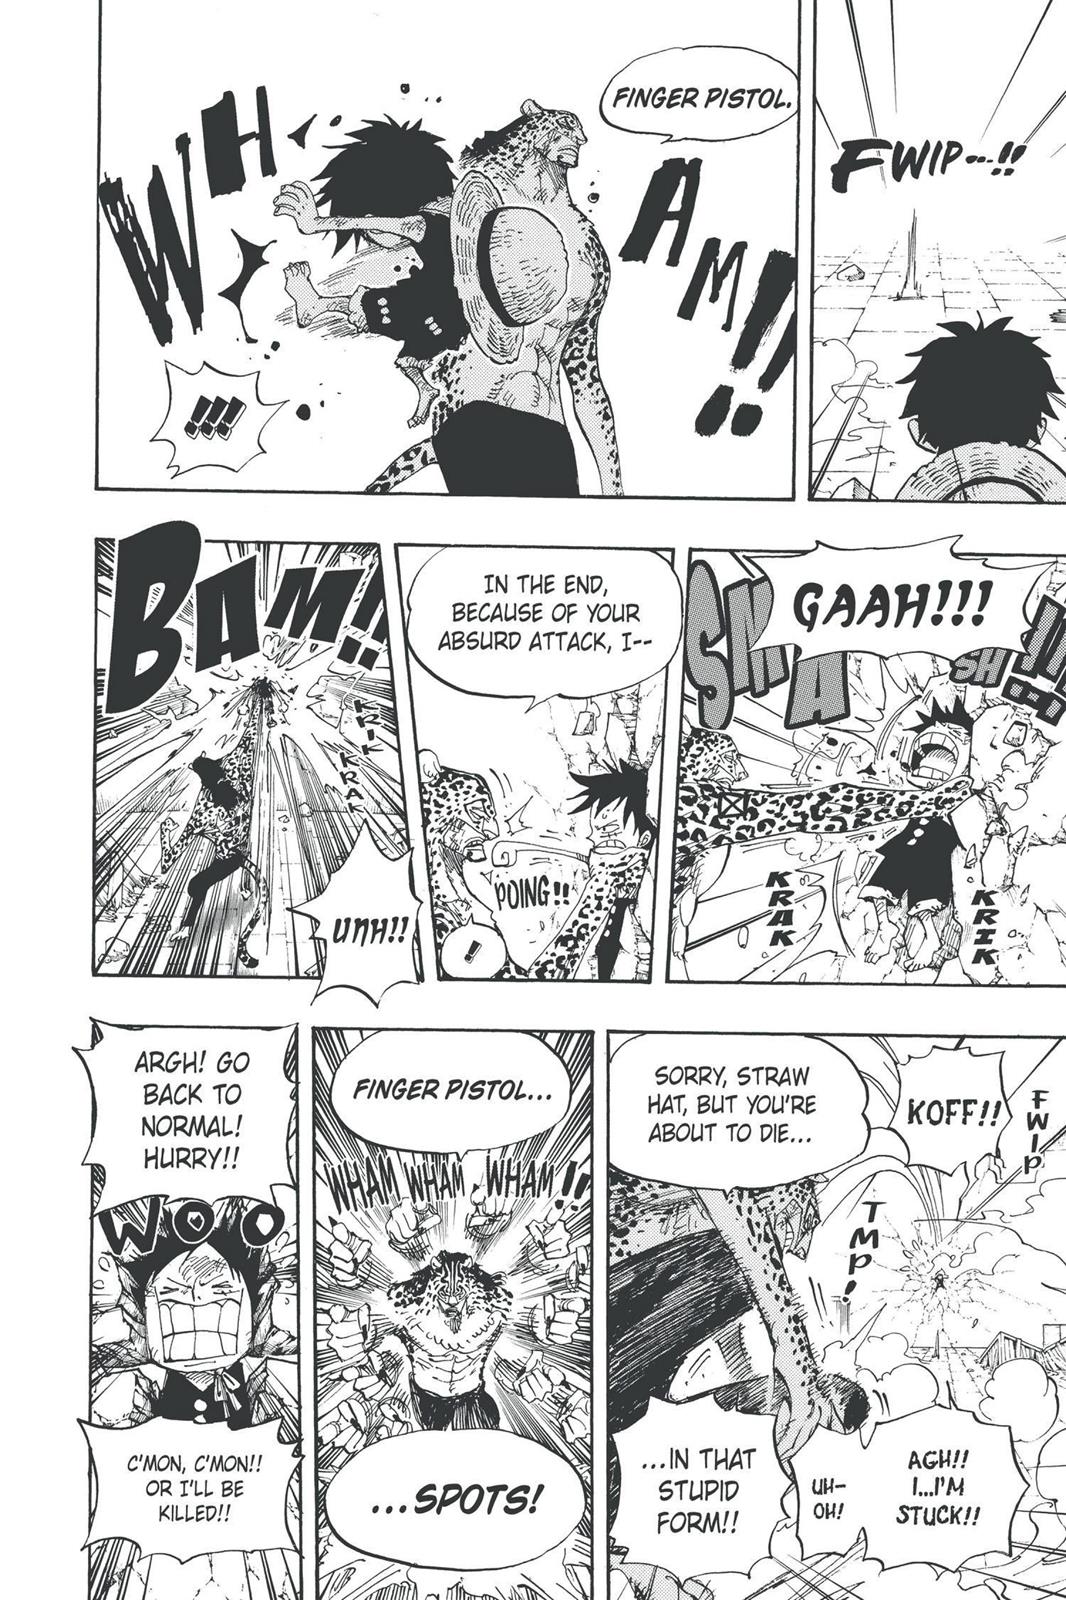 FWIP...!!
FINGER PISTOL.
WHAM!!
!!!
GAAH!!!
SMASH!!
KRAK
KRIK
IN THE END,
BECAUSE OF YOUR
ABSURD ATTACK, I--
POING!!
!
BAM!!
KRIK
KRAK
UNH!!
KOFF!!
FWIP
TMP!
SORRY, STRAW
HAT, BUT YOU'RE
ABOUT TO DIE...
...IN THAT
STUPID
FORM!!
AGH!!
I...I'M
STUCK!!
UH-
OH!
FINGER PISTOL...
WHAM WHAM WHAM!!
...SPOTS!
ARGH! GO
BACK TO
NORMAL!
HURRY!!
WOO
C'MON, C'MON!!
OR I'LL BE
KILLED!!